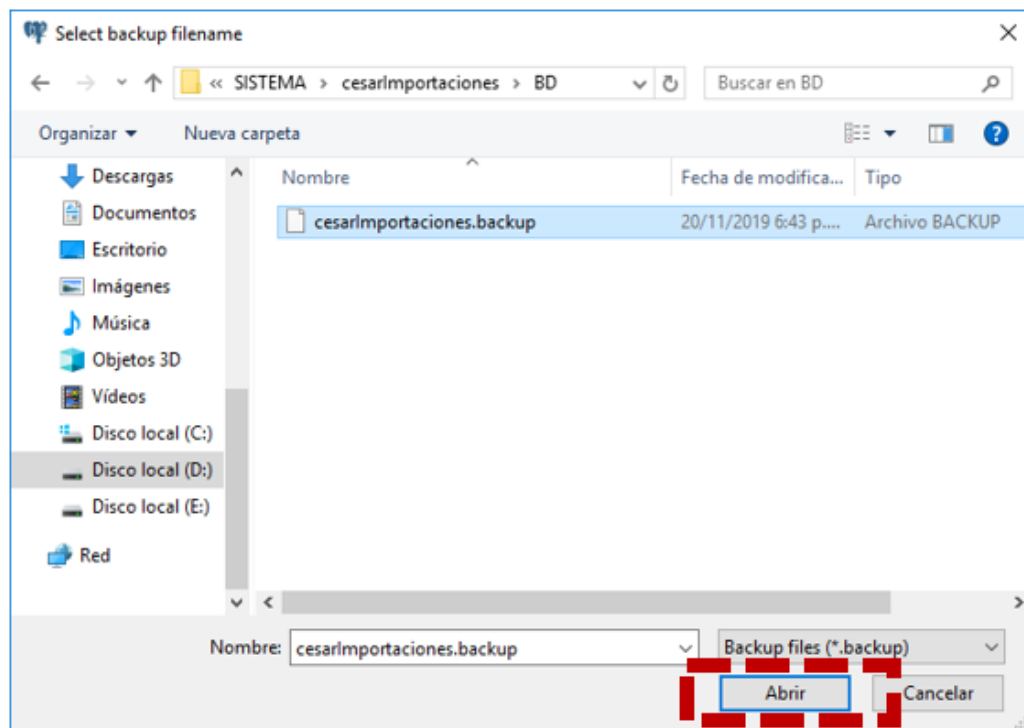 Select backup filename
« SISTEMA > cesarImportaciones > BD
Buscar en BD
Organizar
Nueva carpeta
Descargas
Documentos
Escritorio
Imágenes
Música
Objetos 3D
Vídeos
Disco local (C:)
Disco local (D:)
Disco local (E:)
Red
Nombre
Fecha de modifica...
Tipo
cesarImportaciones.backup
20/11/2019 6:43 p....
Archivo BACKUP
Nombre:
cesarImportaciones.backup
Backup files (*.backup)
Abrir
Cancelar